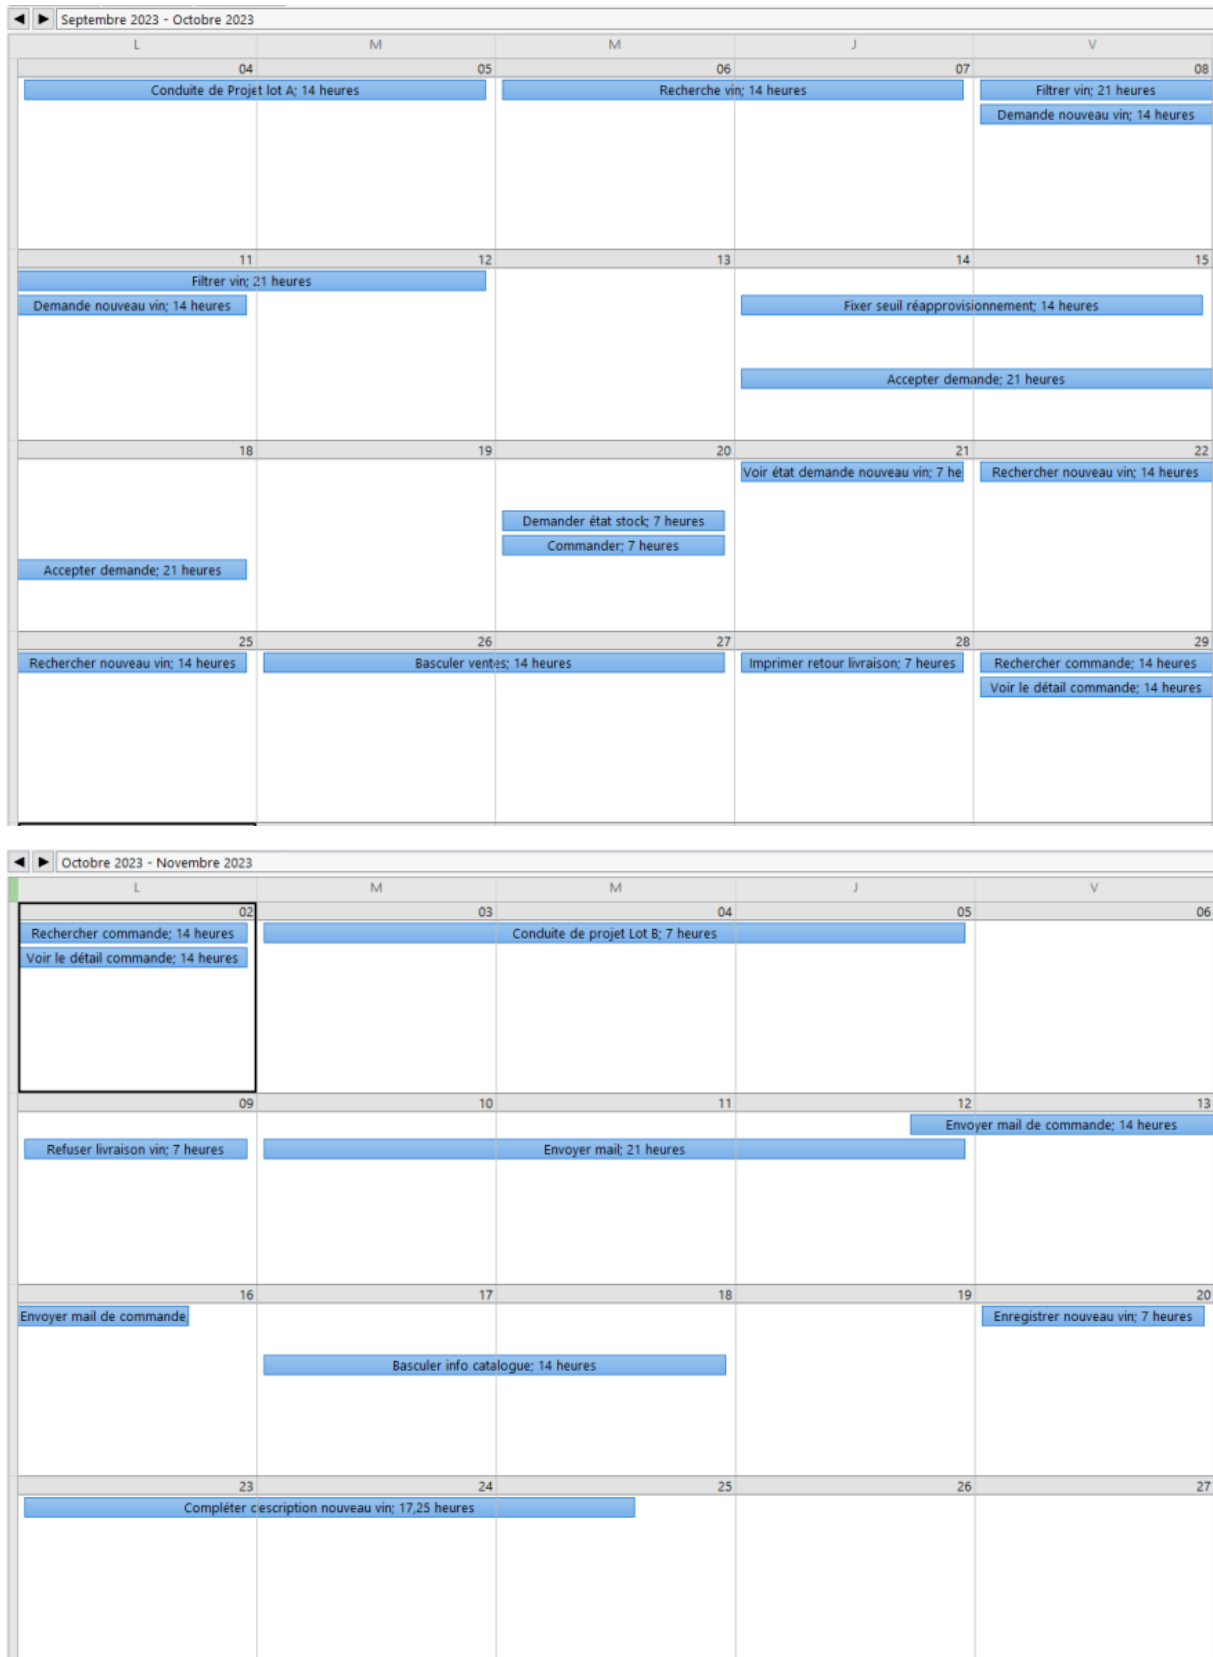 Septembre 2023 - Octobre 2023
L M M J V
04 05 06 07 08
Conduite de Projet lot A; 14 heures Recherche vin; 14 heures Filtrer vin; 21 heures
Demande nouveau vin; 14 heures
11 12 13 14 15
Filtrer vin; 21 heures
Demande nouveau vin; 14 heures Fixer seuil réapprovisionnement; 14 heures
Accepter demande; 21 heures
18 19 20 21 22
Voir état demande nouveau vin; 7 he Rechercher nouveau vin; 14 heures
Demander état stock; 7 heures
Commander; 7 heures
Accepter demande; 21 heures
25 26 27 28 29
Rechercher nouveau vin; 14 heures Basculer ventes; 14 heures Imprimer retour livraison; 7 heures Rechercher commande; 14 heures
Voir le détail commande; 14 heures
Octobre 2023 - Novembre 2023
L M M J V
02 03 04 05 06
Rechercher commande; 14 heures Conduite de projet Lot B; 7 heures
Voir le détail commande; 14 heures
09 10 11 12 13
Envoyer mail de commande; 14 heures
Refuser livraison vin; 7 heures Envoyer mail; 21 heures
16 17 18 19 20
Envoyer mail de commande Enregistrer nouveau vin; 7 heures
Basculer info catalogue; 14 heures
23 24 25 26 27
Compléter description nouveau vin; 17,25 heures